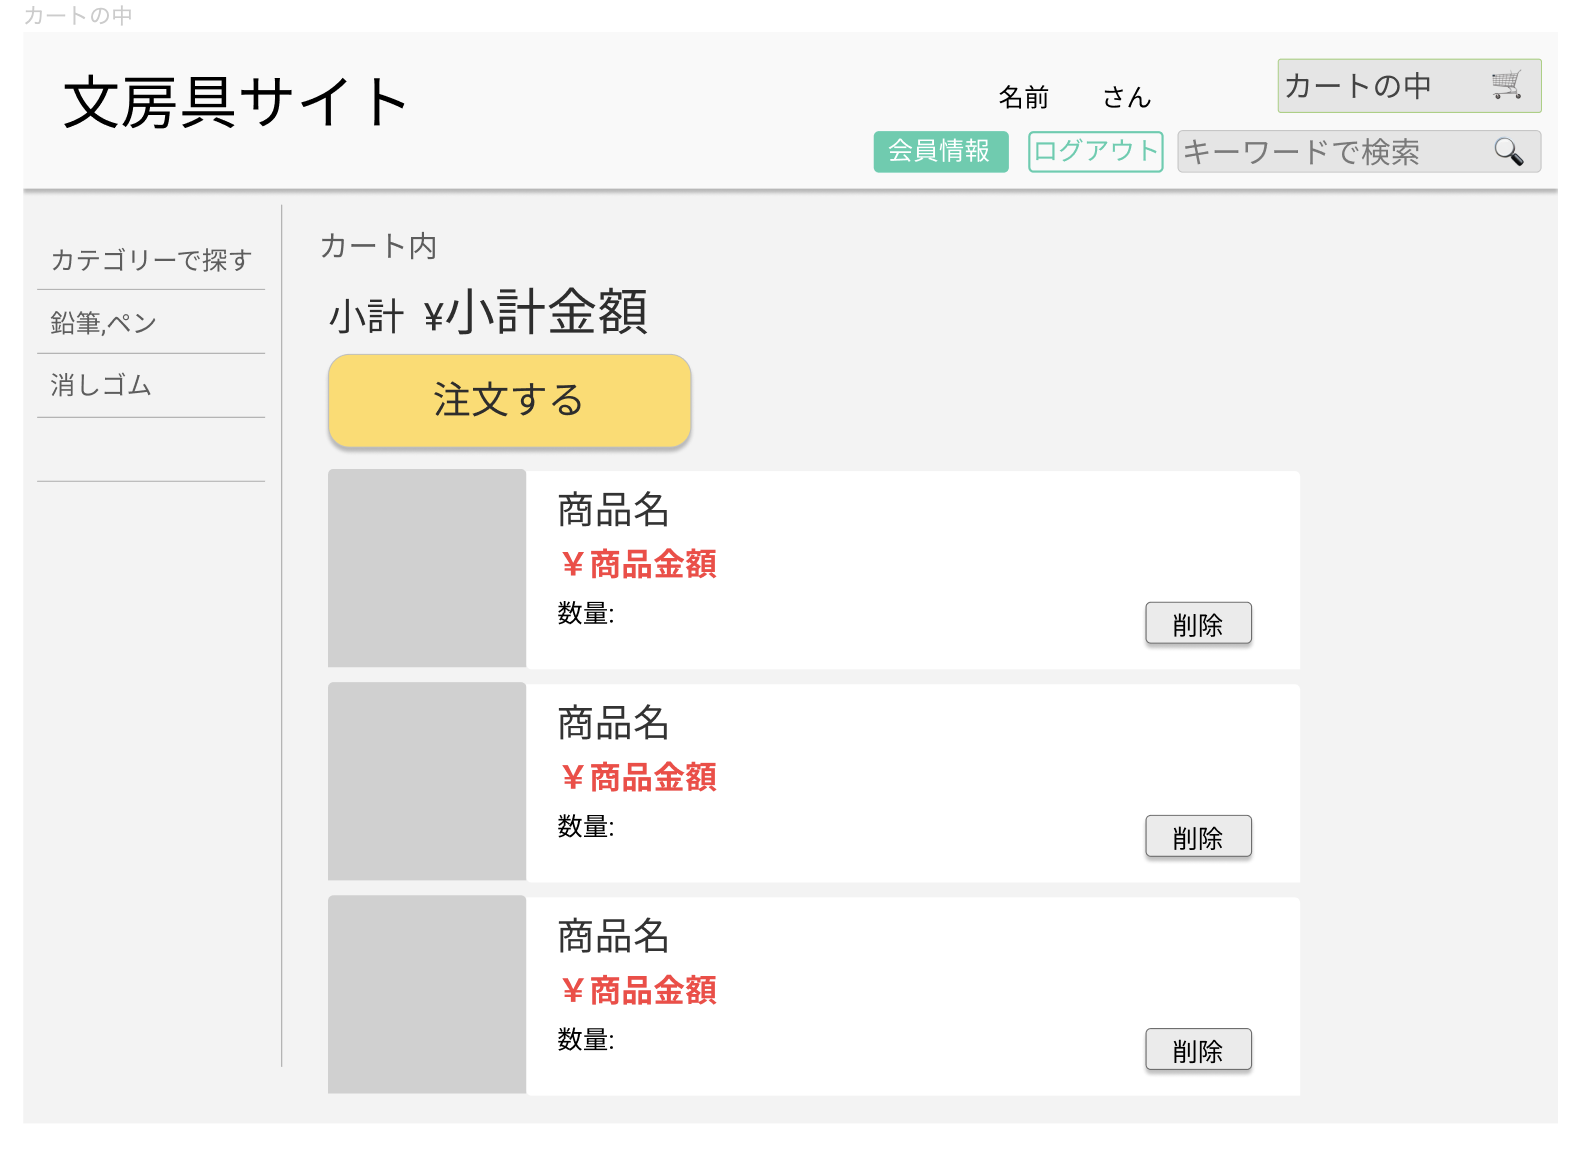 カートの中
文房具サイト
名前 さん
カートの中
会員情報
ログアウト
キーワードで検索
カテゴリーで探す
鉛筆,ペン
消しゴム
カート内
小計 ¥小計金額
注文する
商品名
￥商品金額
数量:
削除
商品名
￥商品金額
数量:
削除
商品名
￥商品金額
数量:
削除